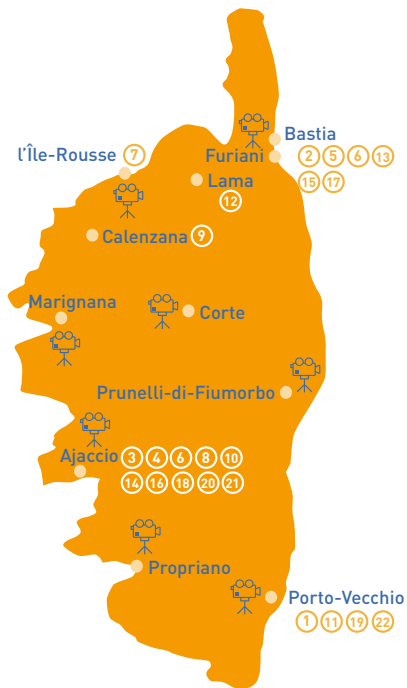 Bastia
l'Île-Rousse 7
Furiani 2 5 6 13
15 17
Lama
12
Calenzana 9
Marignana
Corte
Prunelli-di-Fiumorbo
Ajaccio 3 4 6 8 10
14 16 18 20 21
Propriano
Porto-Vecchio
1 11 19 22